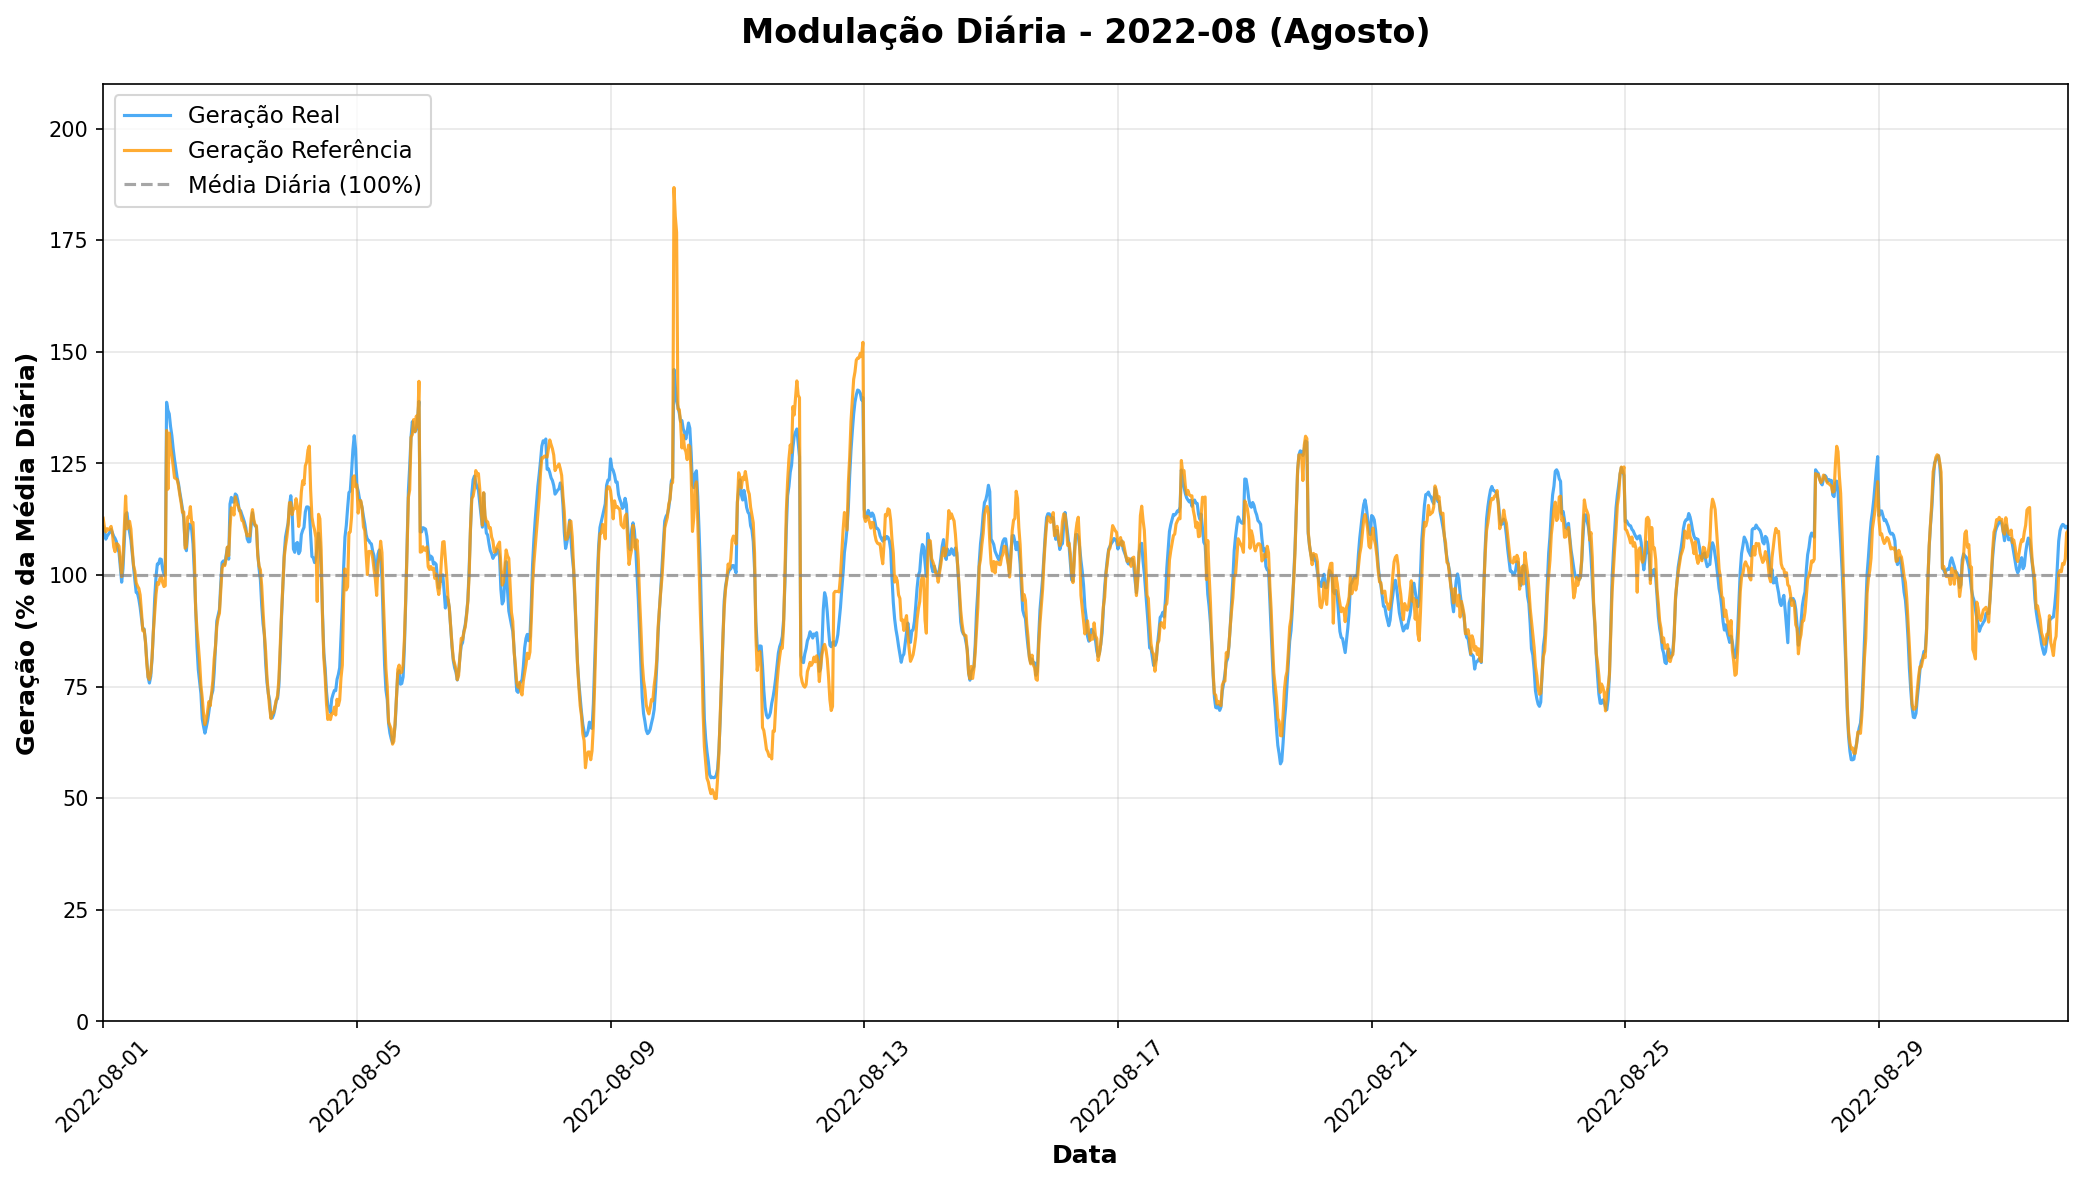 Modulação Diária - 2022-08 (Agosto)
Geração Real
Geração Referência
Média Diária (100%)
Geração (% da Média Diária)
200
175
150
125
100
75
50
25
0
2022-08-01
2022-08-05
2022-08-09
2022-08-13
2022-08-17
2022-08-21
2022-08-25
2022-08-29
Data